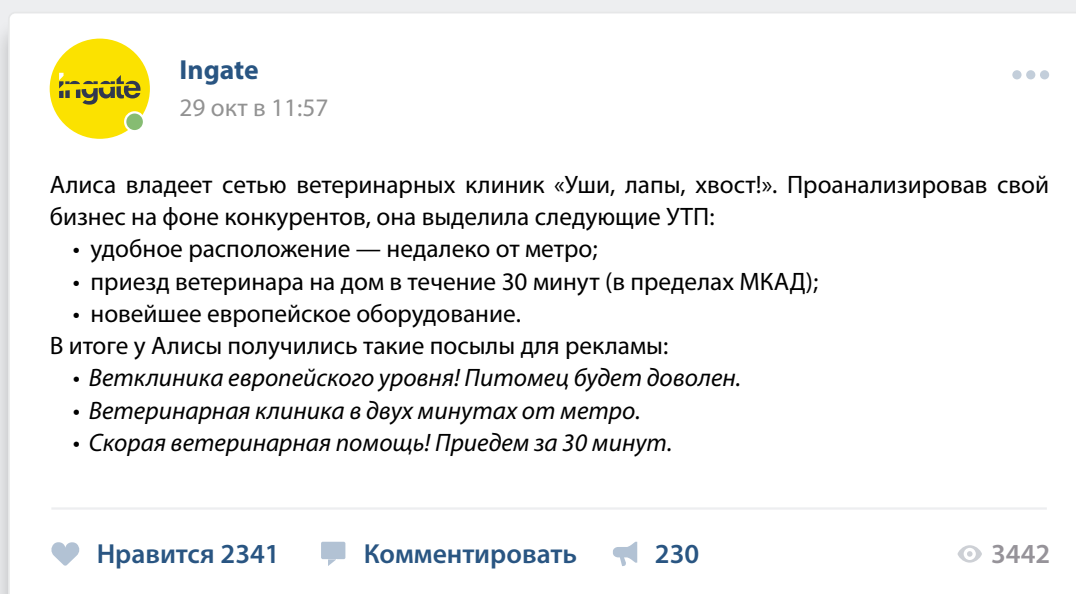 ingate
Ingate
29 окт в 11:57
Алиса владеет сетью ветеринарных клиник «Уши, лапы, хвост!». Проанализировав свой
бизнес на фоне конкурентов, она выделила следующие УТП:
• удобное расположение — недалеко от метро;
• приезд ветеринара на дом в течение 30 минут (в пределах МКАД);
• новейшее европейское оборудование.
В итоге у Алисы получились такие посылы для рекламы:
• Ветклиника европейского уровня! Питомец будет доволен.
• Ветеринарная клиника в двух минутах от метро.
• Скорая ветеринарная помощь! Приедем за 30 минут.
Нравится 2341 Комментировать 230 3442